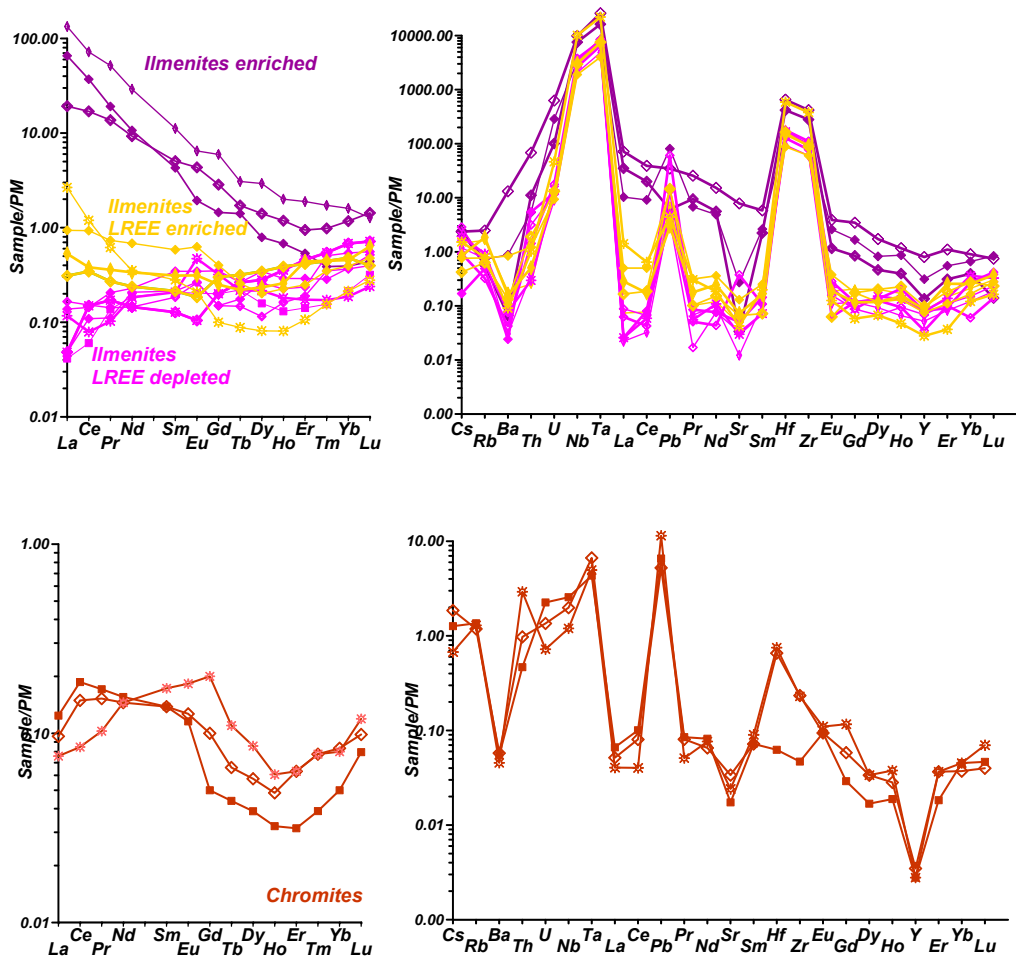 100.00
10.00
1.00
0.10
0.01
Sample/PM
Ilmenites enriched
Ilmenites
LREE enriched
Ilmenites
LREE depleted
La Ce Pr Nd Sm Eu Gd Tb Dy Ho Er Tm Yb Lu
10000.00
1000.00
100.00
10.00
1.00
0.10
0.01
0.00
Sample/PM
Cs Rb Ba Th U Nb Ta La Ce Pb Pr Nd Sr Sm Hf Zr Eu Gd Dy Ho Y Er Yb Lu
1.00
0.10
0.01
Sample/PM
Chromites
La Ce Pr Nd Sm Eu Gd Tb Dy Ho Er Tm Yb Lu
10.00
1.00
0.10
0.01
0.00
Sample/PM
Cs Rb Ba Th U Nb Ta La Ce Pb Pr Nd Sr Sm Hf Zr Eu Gd Dy Ho Y Er Yb Lu